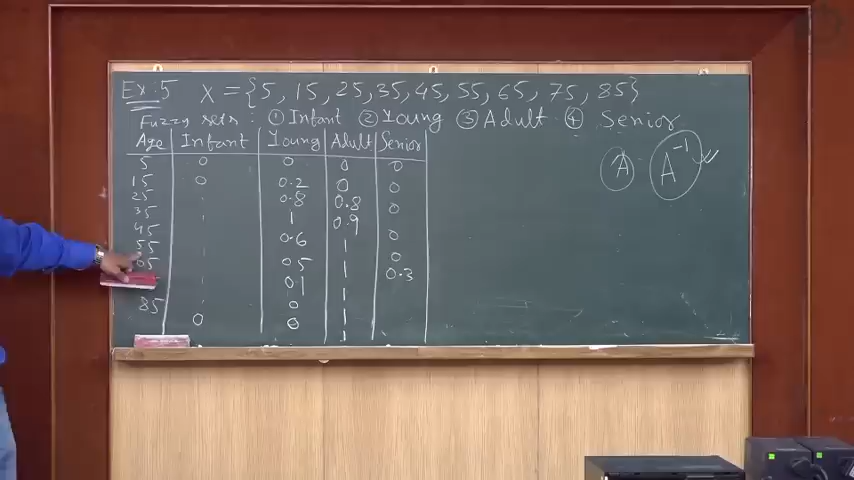 Ex:5 X = {5, 15, 25, 35, 45, 55, 65, 75, 85}
Fuzzy sets : ① Infant ② Young ③ Adult ④ Senior
Age Infant Young Adult Senior
5 0 0 0 0
15 0 0.2 0 0
25 0.8 0.8 0
35 1 0.9
45 0.6 1 0
55 0.5 1 0
65 0.1 1 0.3
0 1
85 0 0 1
A A⁻¹